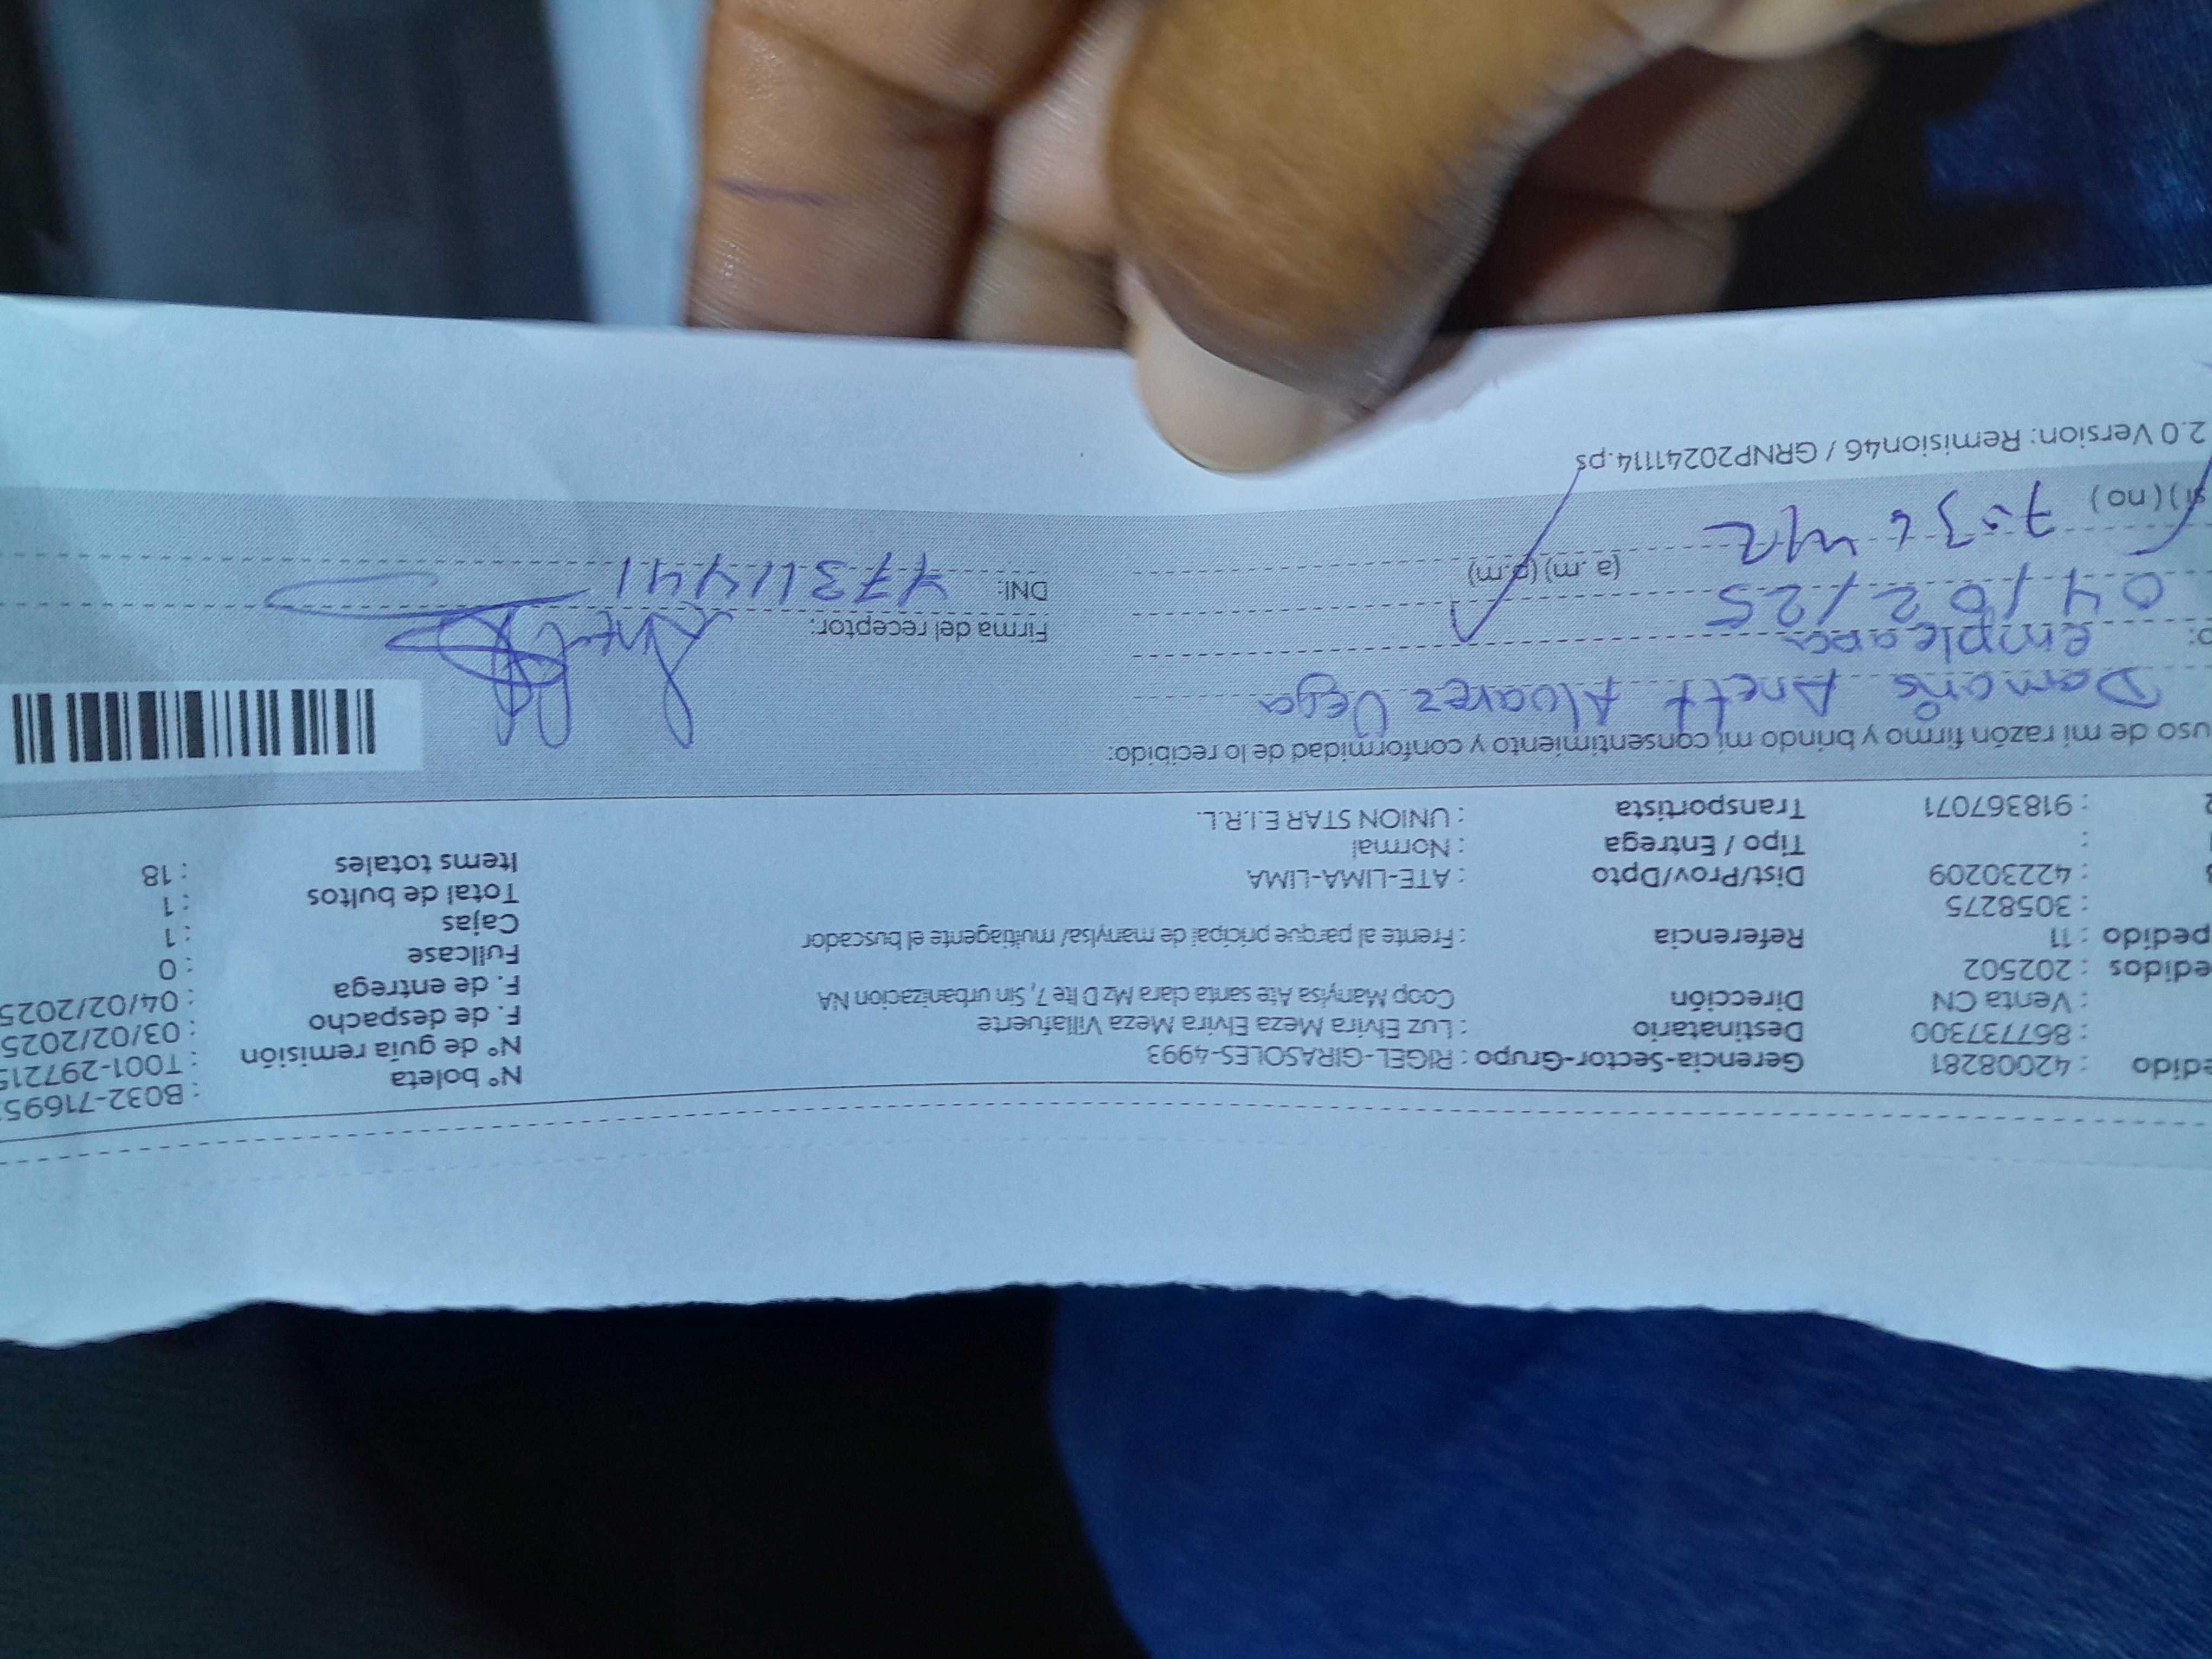 edido : 42008281 Gerencia-Sector-Grupo : RIGEL-GIRASOLES-4993 N° boleta : B032-71695
: 867737300 Destinatario : Luz Elvira Meza Elvira Meza Villafuerte N° de guía remisión : T001-297215
: Venta CN Dirección Coop Manylsa Ate santa clara Mz D lte 7, Sin urbanizacion NA F. de despacho : 03/02/2025
edidos : 202502 F. de entrega : 04/02/2025
pedido : 11 Referencia : Frente al parque pricipal de manylsa/ multiagente el buscador Fullcase : 0
: 3058275 Cajas : 1
: 42230209 Dist/Prov/Dpto : ATE-LIMA-LIMA Total de bultos : 1
: Tipo / Entrega : Normal Items totales : 18
: 918367071 Transportista : UNION STAR E.I.R.L.
uso de mi razón firmo y brindo mi consentimiento y conformidad de lo recibido:
Damaris Anett Alvarez Vega
empleada Firma del receptor:
04/02/25 (a .m) (p.m) DNI: 47311441
si ) ( no ) 7:36
2.0 Version: Remision46 / GRNP20241114.ps